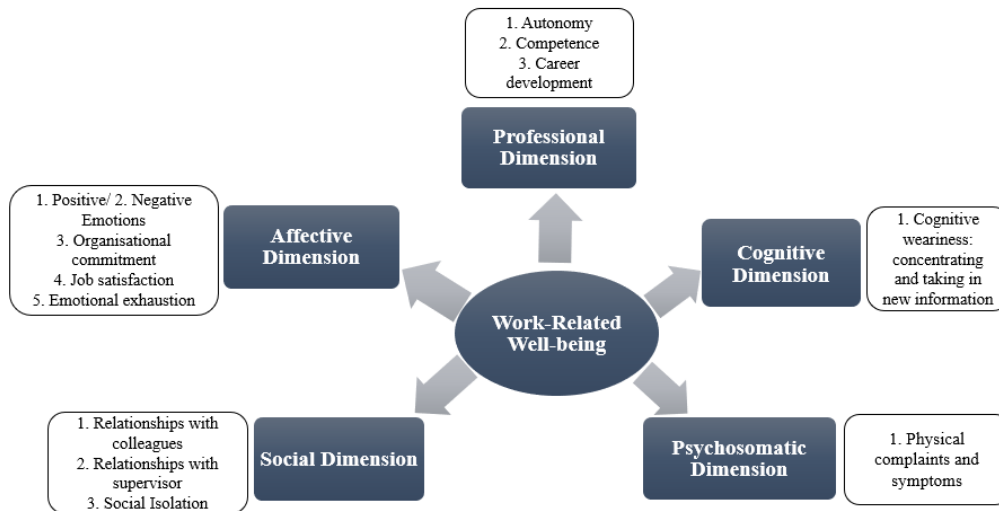 1. Autonomy
2. Competence
3. Career
development
Professional
Dimension
1. Positive/ 2. Negative
Emotions
3. Organisational
commitment
4. Job satisfaction
5. Emotional exhaustion
Affective
Dimension
Cognitive
Dimension
1. Cognitive
weariness:
concentrating
and taking in
new information
Work-Related
Well-being
1. Relationships with
colleagues
2. Relationships with
supervisor
3. Social Isolation
Social Dimension
Psychosomatic
Dimension
1. Physical
complaints and
symptoms